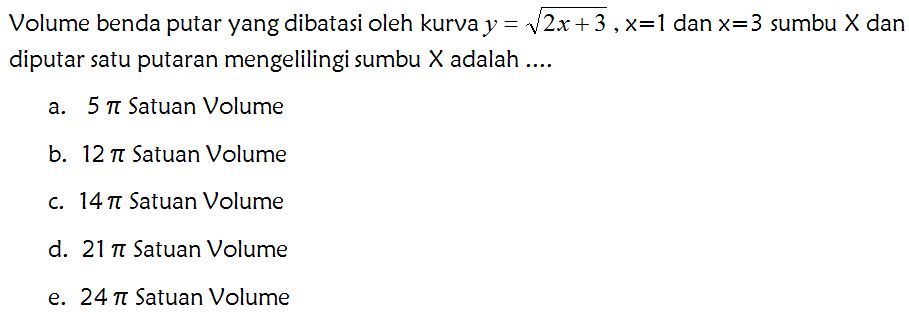 Volume benda putar yang dibatasi oleh kurva y = √(2x + 3) , x=1 dan x=3 sumbu X dan
diputar satu putaran mengelilingi sumbu X adalah ....
a. 5 π Satuan Volume
b. 12 π Satuan Volume
c. 14 π Satuan Volume
d. 21 π Satuan Volume
e. 24 π Satuan Volume